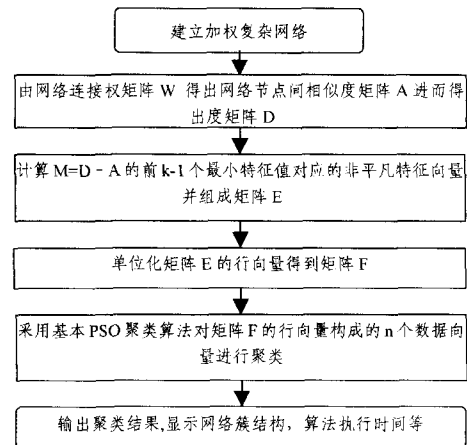 建立加权复杂网络
由网络连接权矩阵 W 得出网络节点间相似度矩阵 A 进而得
出度矩阵 D
计算 M=D - A 的前 k-1 个最小特征值对应的非平凡特征向量
并组成矩阵 E
单位化矩阵 E 的行向量得到矩阵 F
采用基本 PSO 聚类算法对矩阵 F 的行向量构成的 n 个数据向
量进行聚类
输出聚类结果,显示网络簇结构，算法执行时间等